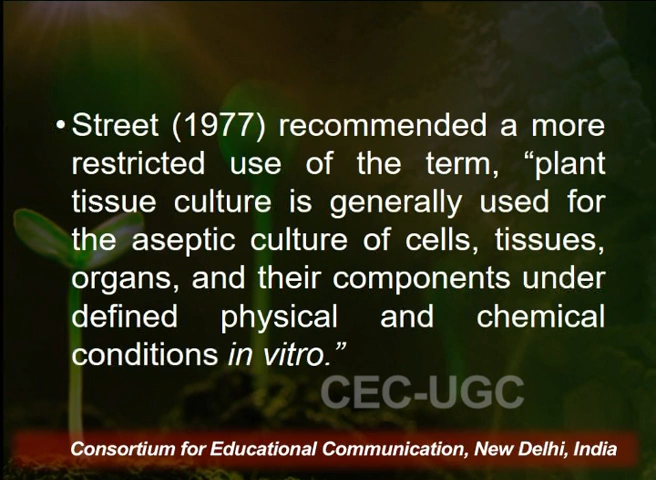 • Street (1977) recommended a more
restricted use of the term, “plant
tissue culture is generally used for
the aseptic culture of cells, tissues,
organs, and their components under
defined physical and chemical
conditions in vitro.”
CEC-UGC
Consortium for Educational Communication, New Delhi, India